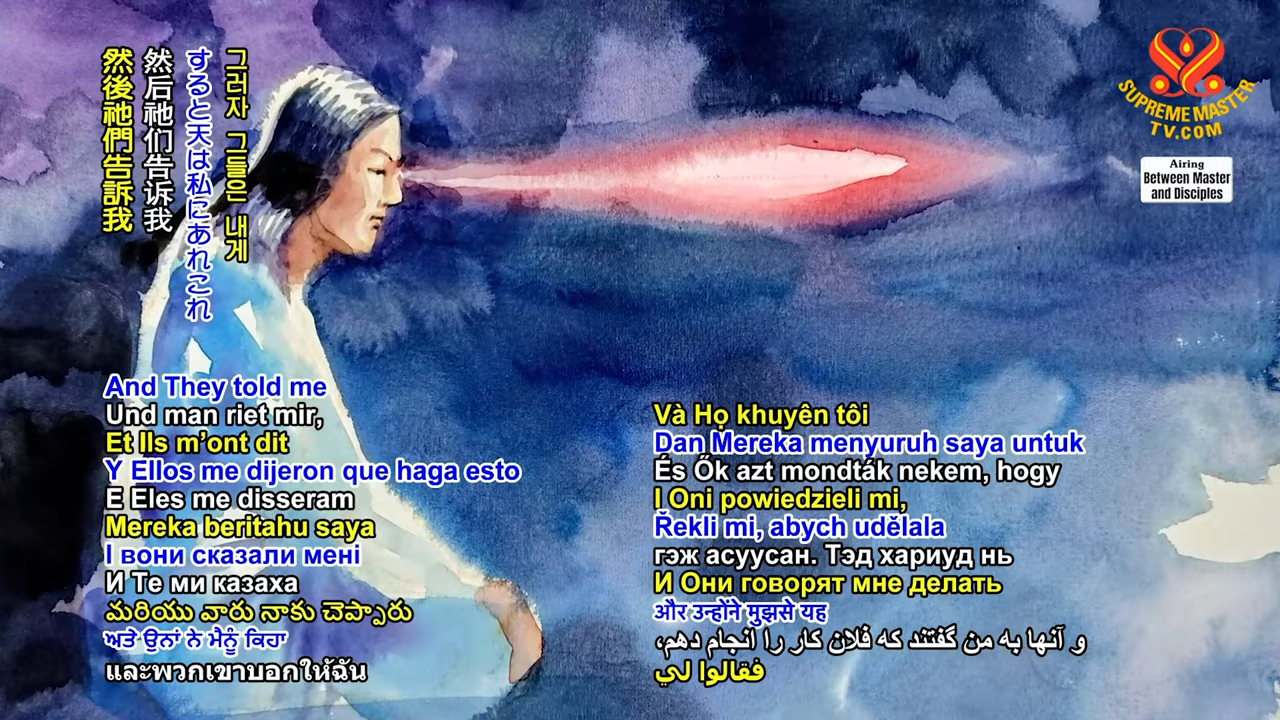 然後祂們告訴我
然后祂们告诉我
すると天は私にあれこれ
그러자 그들은 내게
SUPREME MASTER
TV.COM
Airing
Between Master
and Disciples
And They told me
Und man riet mir,
Et Ils m’ont dit
Y Ellos me dijeron que haga esto
E Eles me disseram
Mereka beritahu saya
І вони сказали мені
И Те ми казаха
మరియు వారు నాకు చెప్పారు
ਅਤੇ ਉਨਾਂ ਨੇ ਮੈਨੂੰ ਕਿਹਾ
และพวกเขาบอกให้ฉัน
Và Họ khuyên tôi
Dan Mereka menyuruh saya untuk
És Ők azt mondták nekem, hogy
I Oni powiedzieli mi,
Řekli mi, abych udělala
гэж асуусан. Тэд хариуд нь
И Они говорят мне делать
और उन्होंने मुझसे यह
و آنها به من گفتند که فلان کار را انجام دهم،
فقالوا لي